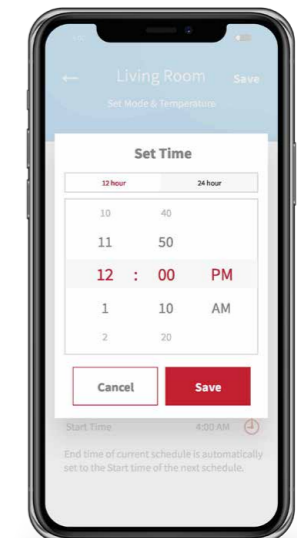 ← Living Room Save
Set Mode & Temperature
Set Time
12 hour 24 hour
10 40
11 50
12 : 00 PM
1 10 AM
2 20
Cancel Save
Start Time 4:00 AM
End time of current schedule is automatically
set to the Start time of the next schedule.